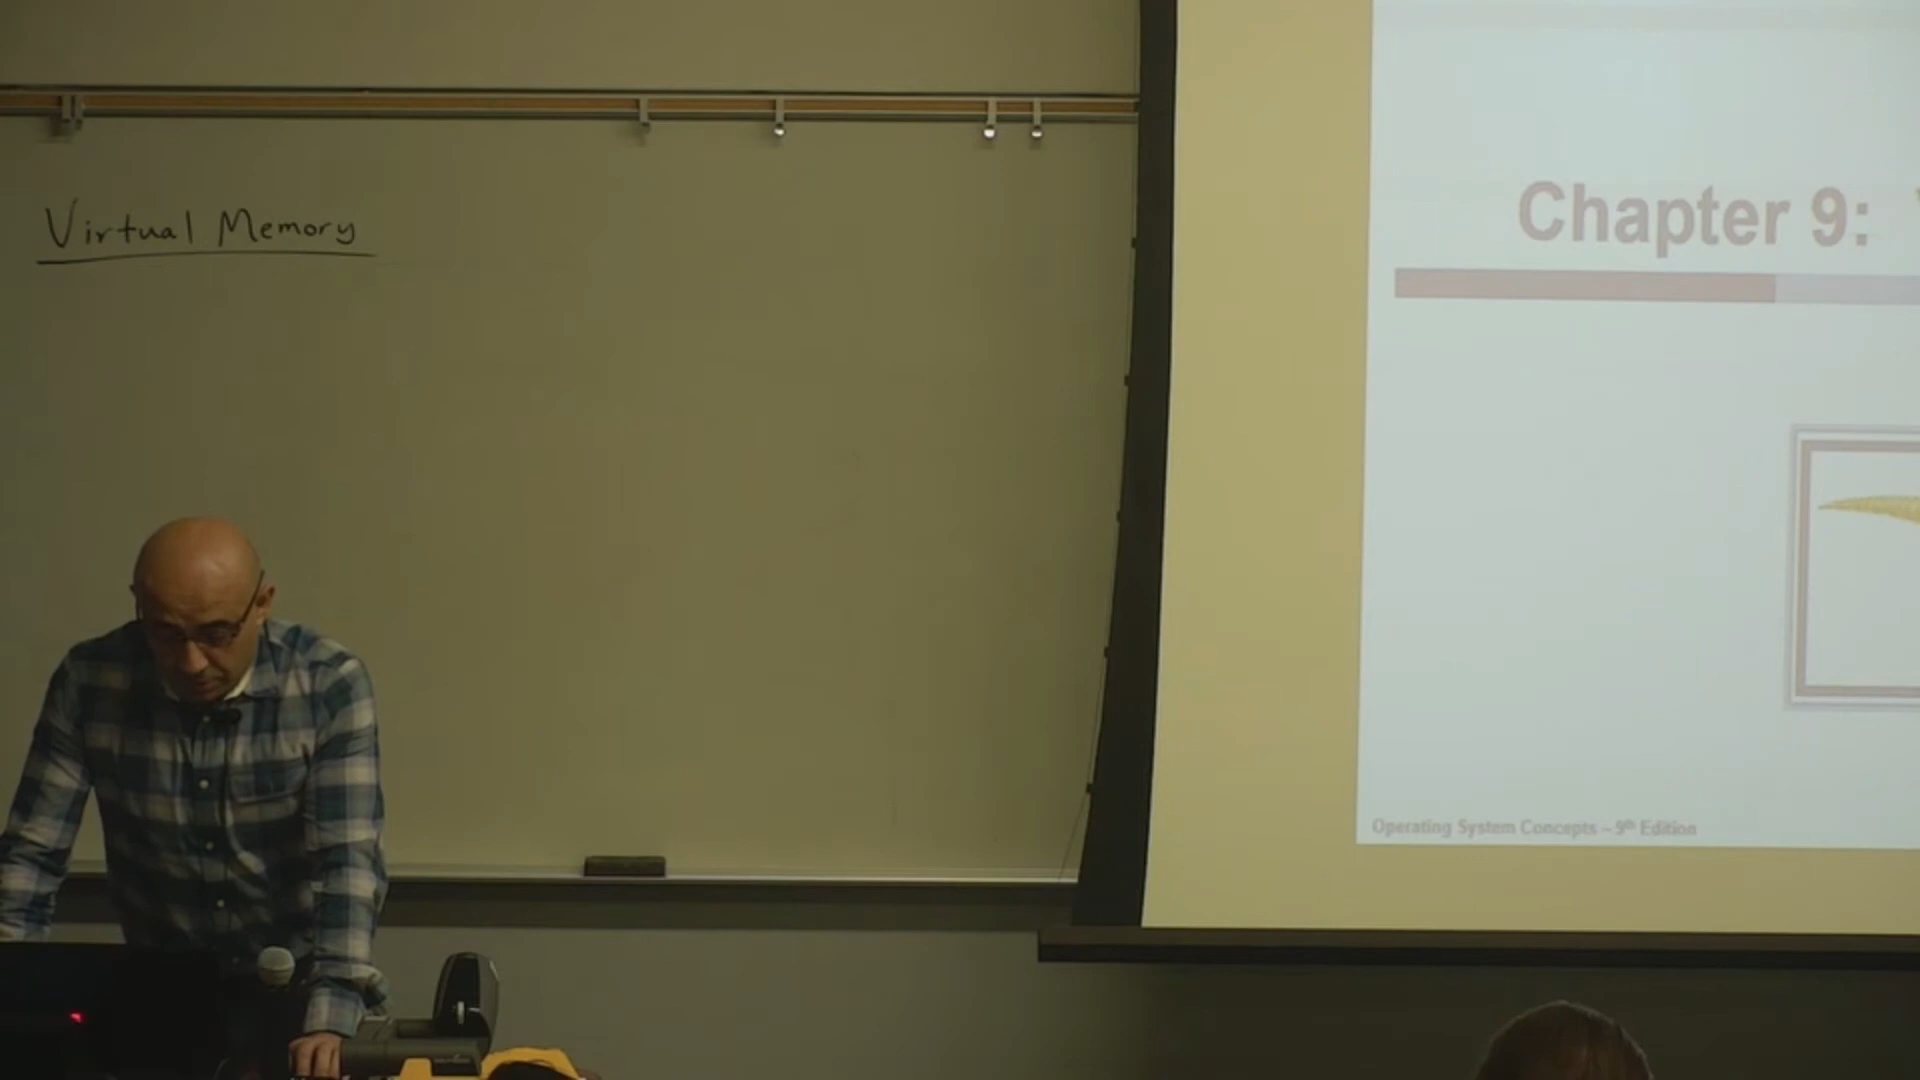 Virtual Memory
Chapter 9:
Operating System Concepts – 9th Edition